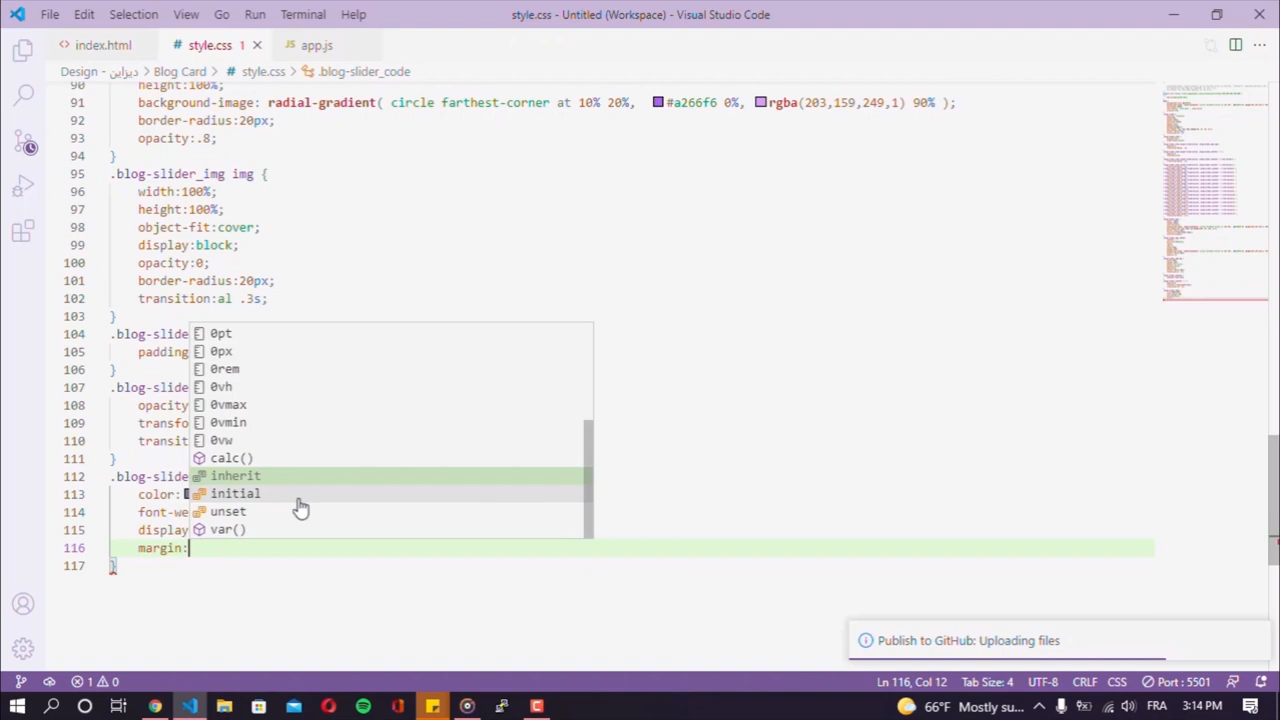 File Edit Selection View Go Run Terminal Help
style.css - Untitled (Workspace) - Visual Studio Code
index.html
style.css 1
app.js
Design - ديزاين > Blog Card > style.css > .blog-slider_code
90 height:100%;
91 background-image: radial-gradient( circle farthest-corner at 10% 20%, #a266f6 0%, rgba(203,159,249,1) 90% );
92 border-radius:20px;
93 opacity:.8;
94 }
95 .blog-slider_img img {
96 width:100%;
97 height:100%;
98 object-fit:cover;
99 display:block;
100 opacity:0;
101 border-radius:20px;
102 transition:al .3s;
103 }
104 .blog-slide
105 padding
106 }
107 .blog-slide
108 opacity
109 transfo
110 transit
111 }
112 .blog-slide
113 color:
114 font-we
115 display
116 margin:
117 }
0pt
0px
0rem
0vh
0vmax
0vmin
0vw
calc()
inherit
initial
unset
var()
Publish to GitHub: Uploading files
1 0
Ln 116, Col 12 Tab Size: 4 UTF-8 CRLF CSS Port : 5501
66°F Mostly su... 3:14 PM